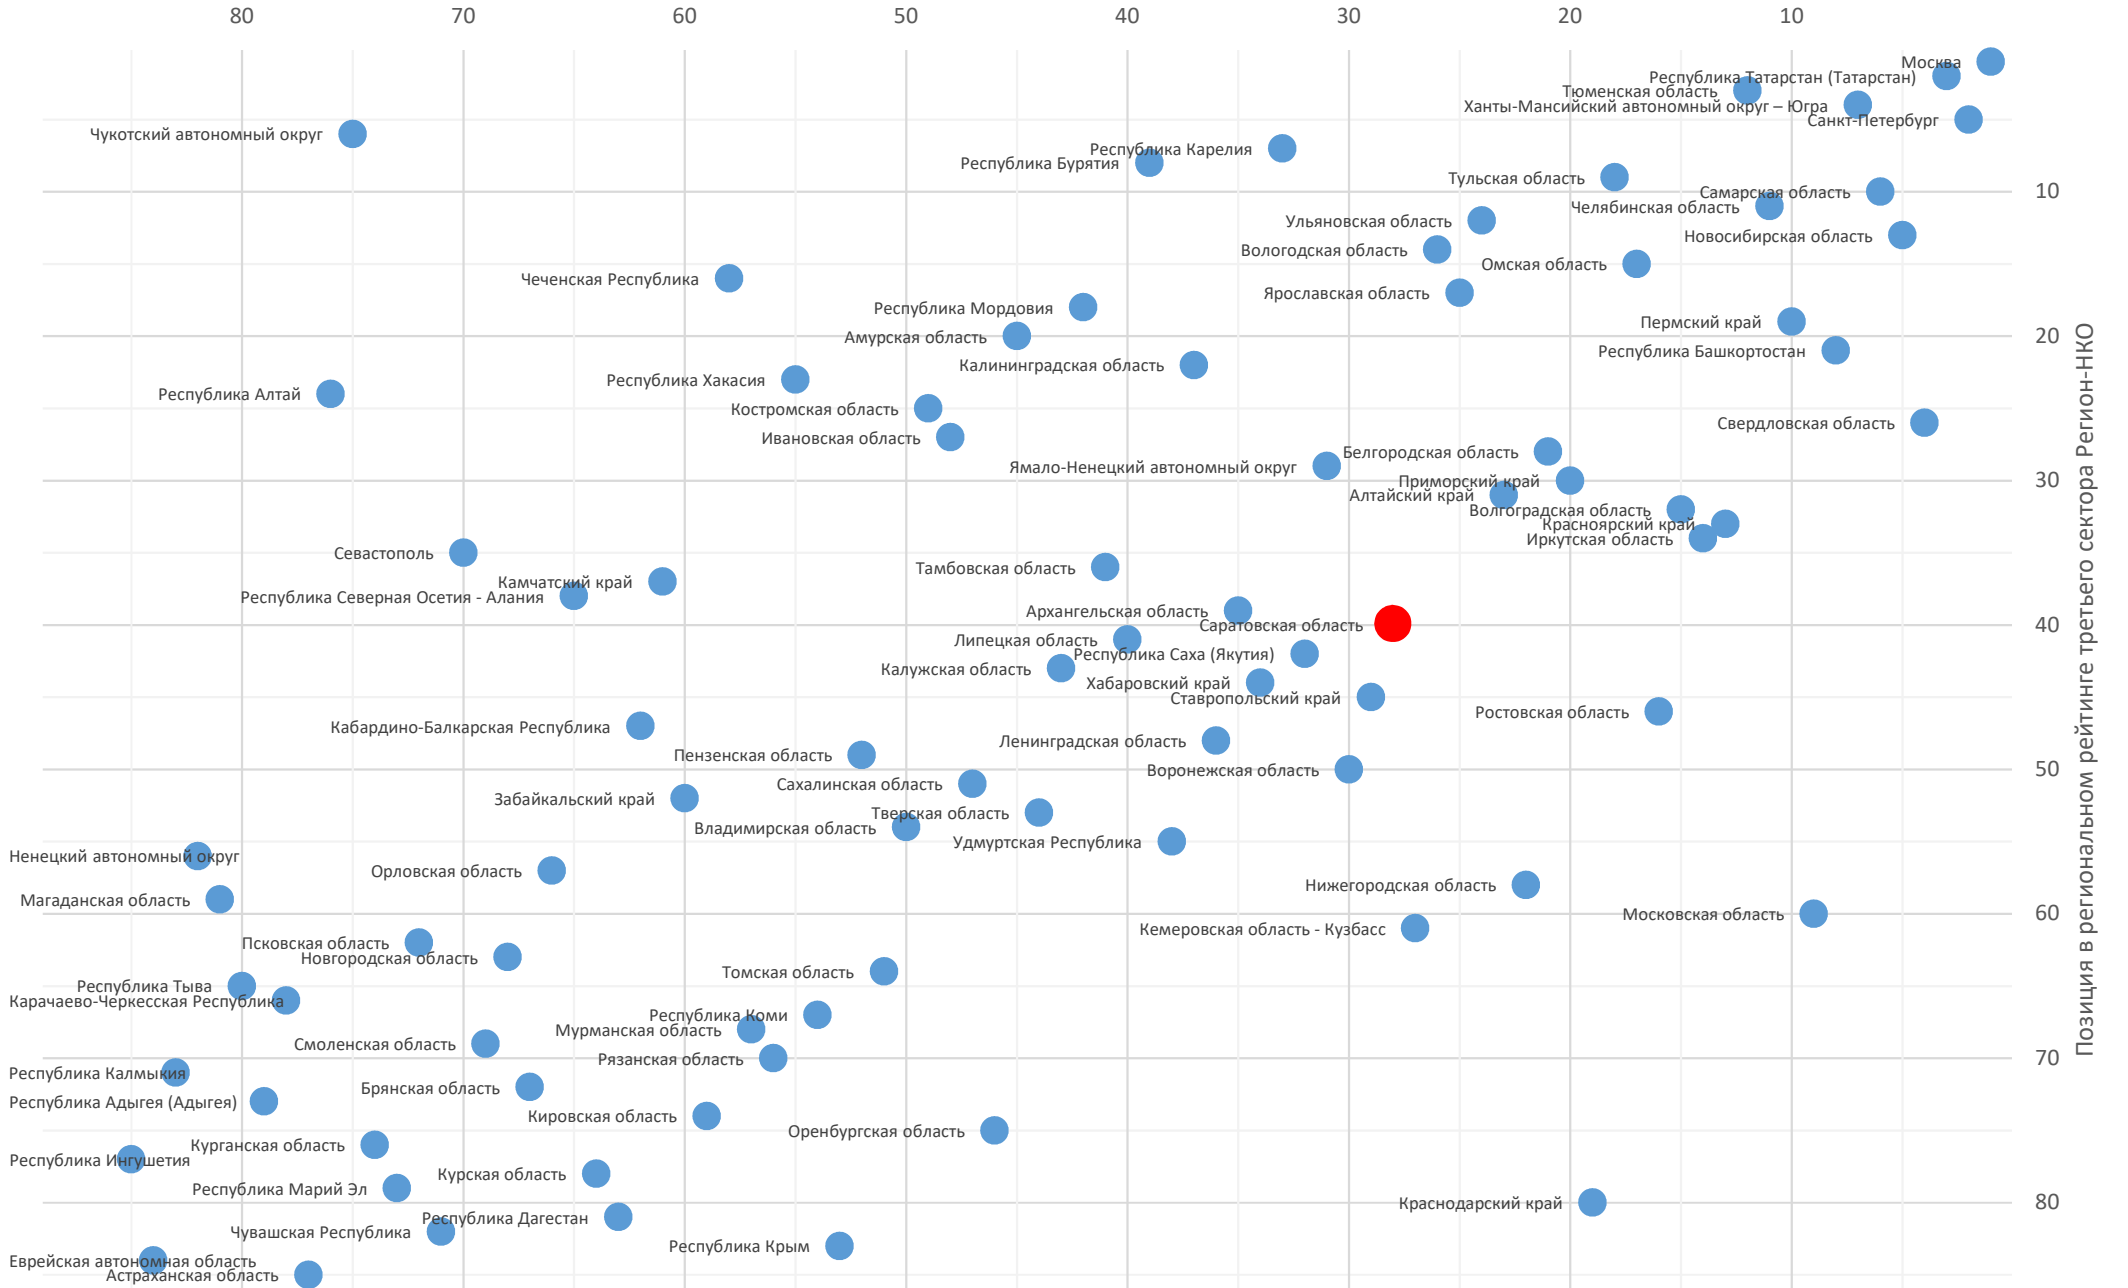 80 70 60 50 40 30 20 10
Москва
Республика Татарстан (Татарстан)
Тюменская область
Ханты-Мансийский автономный округ – Югра
Санкт-Петербург
Чукотский автономный округ
Республика Карелия
Республика Бурятия
Тульская область
Самарская область
10
Челябинская область
Ульяновская область
Новосибирская область
Вологодская область
Омская область
Чеченская Республика
Ярославская область
Республика Мордовия
Пермский край
Амурская область
20
Республика Башкортостан
Калининградская область
Республика Хакасия
Республика Алтай
Костромская область
Свердловская область
Ивановская область
Белгородская область
Ямало-Ненецкий автономный округ
Приморский край
30
Алтайский край
Волгоградская область
Красноярский край
Иркутская область
Севастополь
Тамбовская область
Камчатский край
Республика Северная Осетия - Алания
Архангельская область
Саратовская область
40
Липецкая область
Республика Саха (Якутия)
Калужская область
Хабаровский край
Ставропольский край
Ростовская область
Кабардино-Балкарская Республика
Ленинградская область
Пензенская область
Воронежская область
50
Сахалинская область
Забайкальский край
Тверская область
Владимирская область
Удмуртская Республика
Ненецкий автономный округ
Орловская область
Нижегородская область
Магаданская область
Московская область
60
Кемеровская область - Кузбасс
Псковская область
Новгородская область
Томская область
Республика Тыва
Карачаево-Черкесская Республика
Республика Коми
Мурманская область
Смоленская область
Рязанская область
70
Республика Калмыкия
Брянская область
Республика Адыгея (Адыгея)
Кировская область
Оренбургская область
Курганская область
Республика Ингушетия
Курская область
Республика Марий Эл
Краснодарский край
80
Республика Дагестан
Чувашская Республика
Республика Крым
Еврейская автономная область
Астраханская область
Позиция в региональном рейтинге третьего сектора Регион-НКО